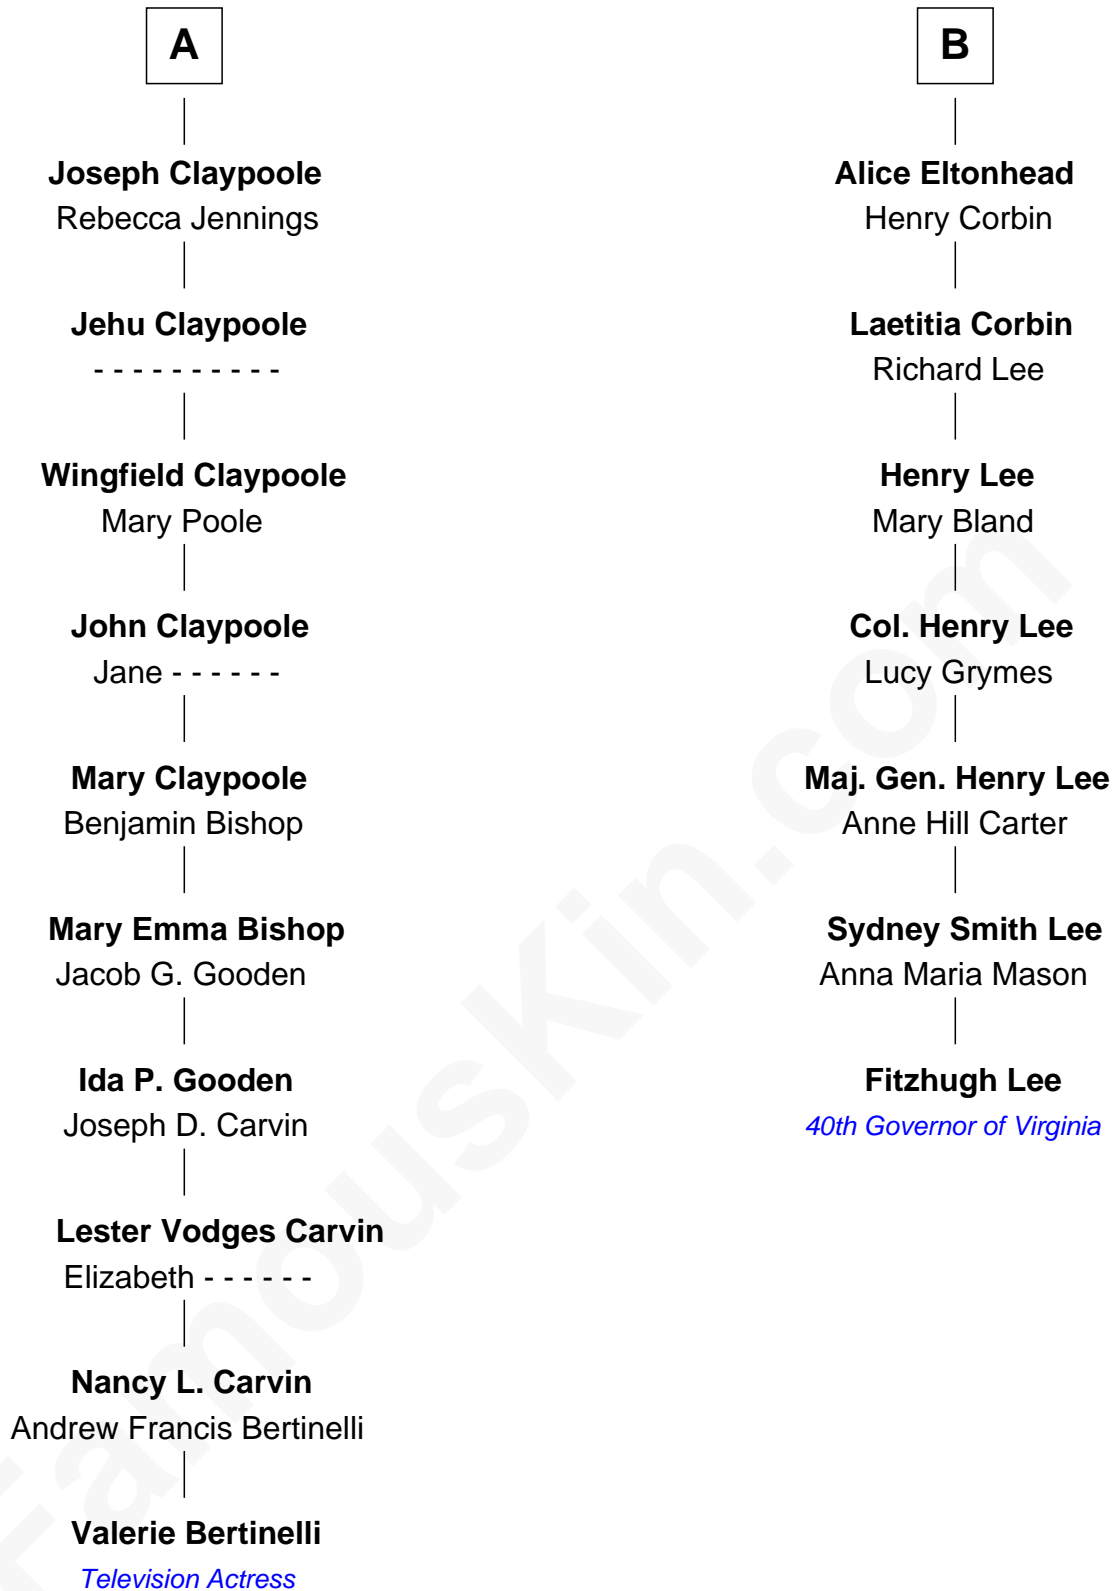 A
Joseph Claypoole
Rebecca Jennings
Jehu Claypoole
- - - - - - - - - -
Wingfield Claypoole
Mary Poole
John Claypoole
Jane - - - - - -
Mary Claypoole
Benjamin Bishop
Mary Emma Bishop
Jacob G. Gooden
Ida P. Gooden
Joseph D. Carvin
Lester Vodges Carvin
Elizabeth - - - - - -
Nancy L. Carvin
Andrew Francis Bertinelli
Valerie Bertinelli
Television Actress
B
Alice Eltonhead
Henry Corbin
Laetitia Corbin
Richard Lee
Henry Lee
Mary Bland
Col. Henry Lee
Lucy Grymes
Maj. Gen. Henry Lee
Anne Hill Carter
Sydney Smith Lee
Anna Maria Mason
Fitzhugh Lee
40th Governor of Virginia
FamousKin.com